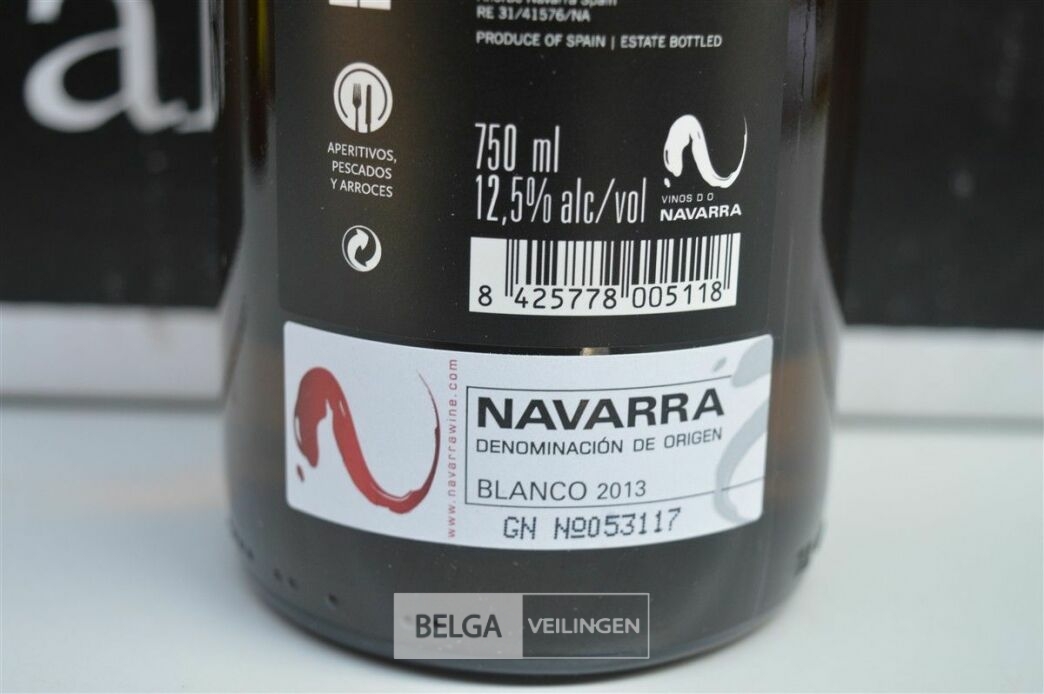 a
RE 31/41576/NA
PRODUCE OF SPAIN | ESTATE BOTTLED
APERITIVOS,
PESCADOS
Y ARROCES
750 ml
12,5% alc/vol
VINOS D O
NAVARRA
8 425778 005118
www.navarrawine.com
NAVARRA
DENOMINACIÓN DE ORIGEN
BLANCO 2013
GN Nº053117
BELGA VEILINGEN